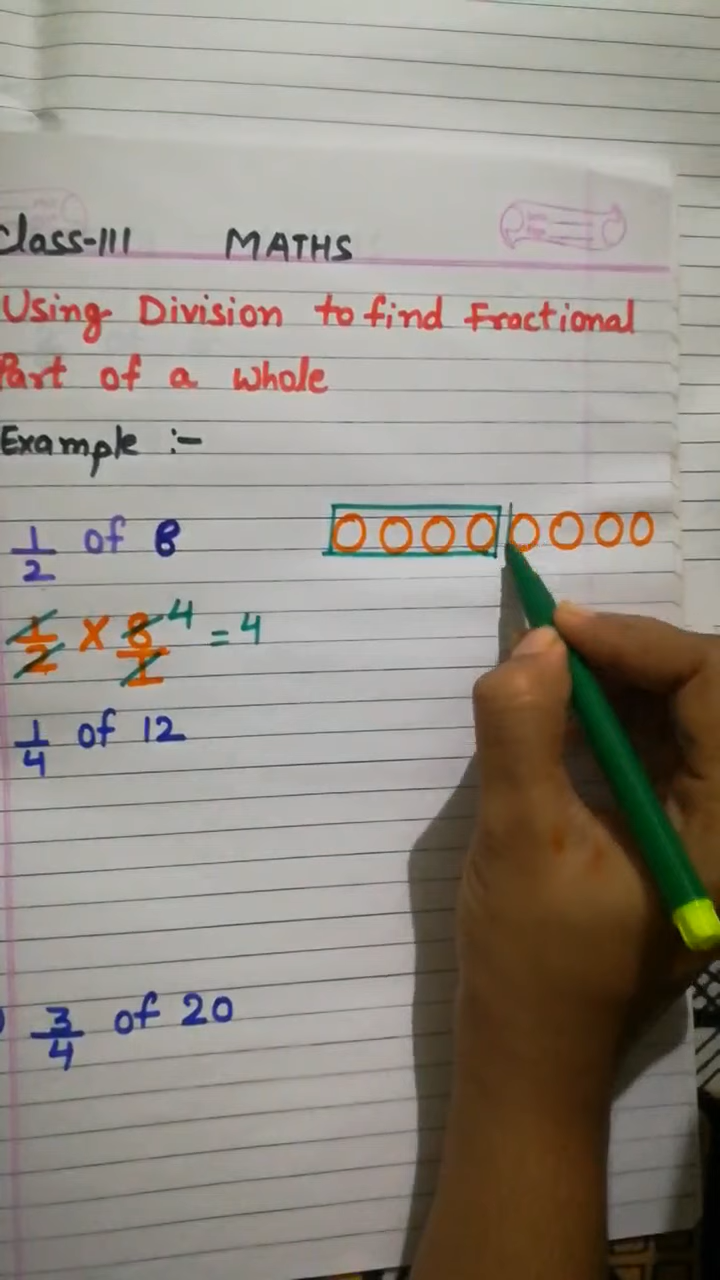 Class-III MATHS
Using Division to find Fractional
Part of a whole
Example :-
1/2 of 8
1/2 X 8/1 4 = 4
1/4 of 12
) 3/4 of 20